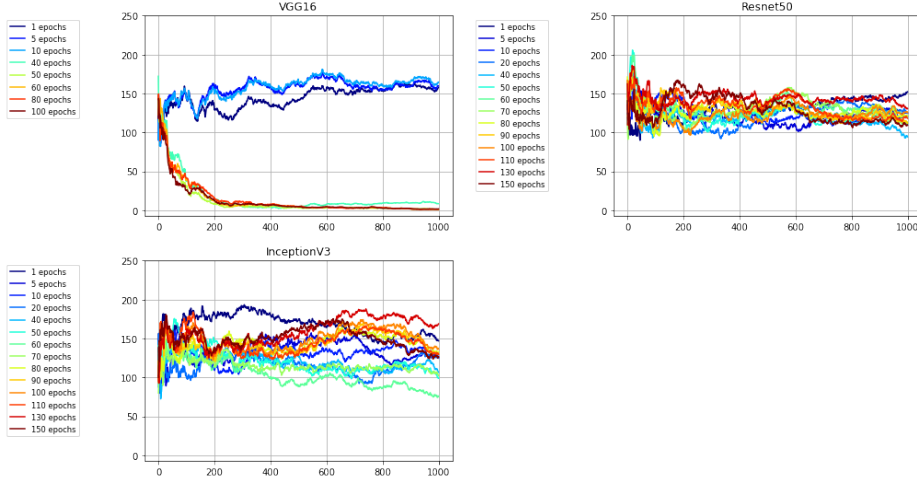 VGG16
1 epochs
5 epochs
10 epochs
40 epochs
50 epochs
60 epochs
80 epochs
100 epochs
250
200
150
100
50
0
0 200 400 600 800 1000
Resnet50
1 epochs
5 epochs
10 epochs
20 epochs
40 epochs
50 epochs
60 epochs
70 epochs
80 epochs
90 epochs
100 epochs
110 epochs
130 epochs
150 epochs
250
200
150
100
50
0
0 200 400 600 800 1000
InceptionV3
1 epochs
5 epochs
10 epochs
20 epochs
40 epochs
50 epochs
60 epochs
70 epochs
80 epochs
90 epochs
100 epochs
110 epochs
130 epochs
150 epochs
250
200
150
100
50
0
0 200 400 600 800 1000